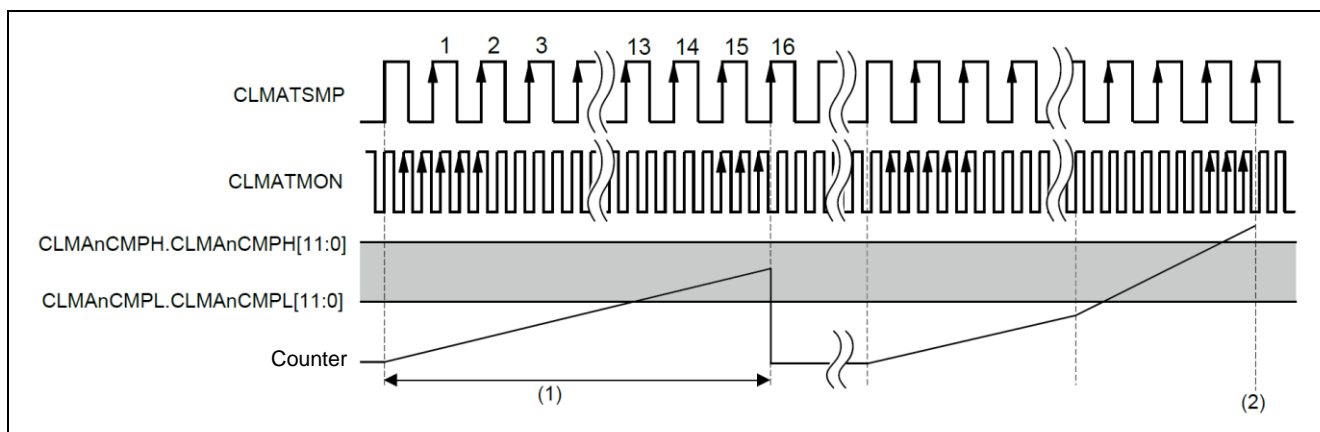 1 2 3 13 14 15 16
CLMATSMP
CLMATMON
CLMAnCMPH.CLMAnCMPH[11:0]
CLMAnCMPL.CLMAnCMPL[11:0]
Counter
(1) (2)